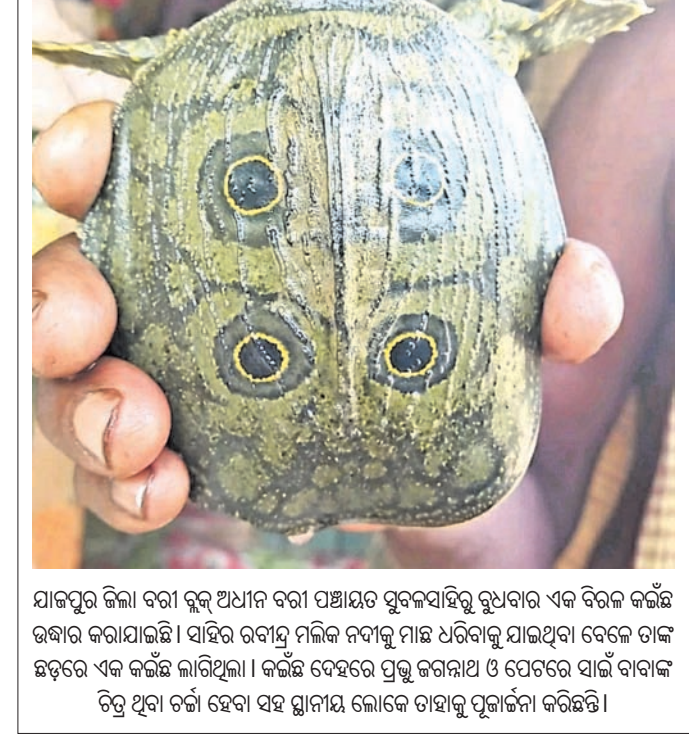 ଯାଜପୁର ଜିଲା ବରୀ ବ୍ଲକ୍ ଅଧୀନ ବରୀ ପଞ୍ଚାୟତ ସୁବଳସାହିରୁ ବୁଧବାର ଏକ ବିରଳ କଇଁଛ
ଉଦ୍ଧାର କରାଯାଇଛି। ସାହିର ରବୀନ୍ଦ୍ର ମଲିକ ନଦୀକୁ ମାଛ ଧରିବାକୁ ଯାଇଥିବା ବେଳେ ତାଙ୍କ
ଛଡ଼ରେ ଏକ କଇଁଛ ଲାଗିଥିଲା। କଇଁଛ ଦେହରେ ପ୍ରଭୁ ଜଗନ୍ନାଥ ଓ ପେଟରେ ସାଇଁ ବାବାଙ୍କ
ଚିତ୍ର ଥିବା ଚର୍ଚ୍ଚା ହେବା ସହ ସ୍ଥାନୀୟ ଲୋକେ ତାହାକୁ ପୂଜାର୍ଚ୍ଚନା କରିଛନ୍ତି।